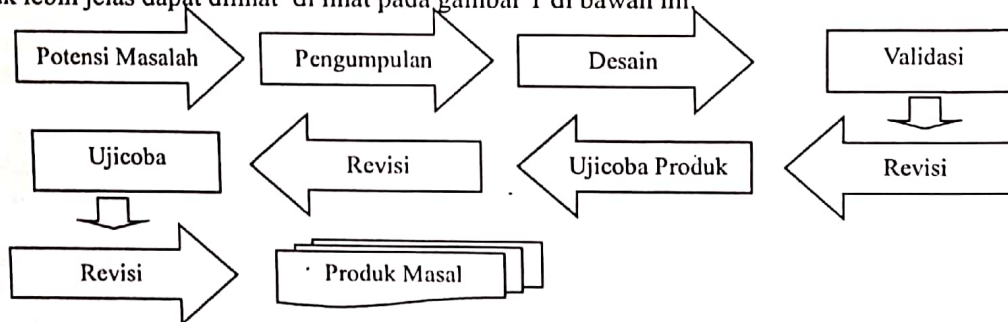 lebih jelas dapat dilihat di lihat pada gambar 1 di bawah ini
Potensi Masalah
Pengumpulan
Desain
Validasi
Revisi
Ujicoba Produk
Revisi
Ujicoba
Revisi
Produk Masal